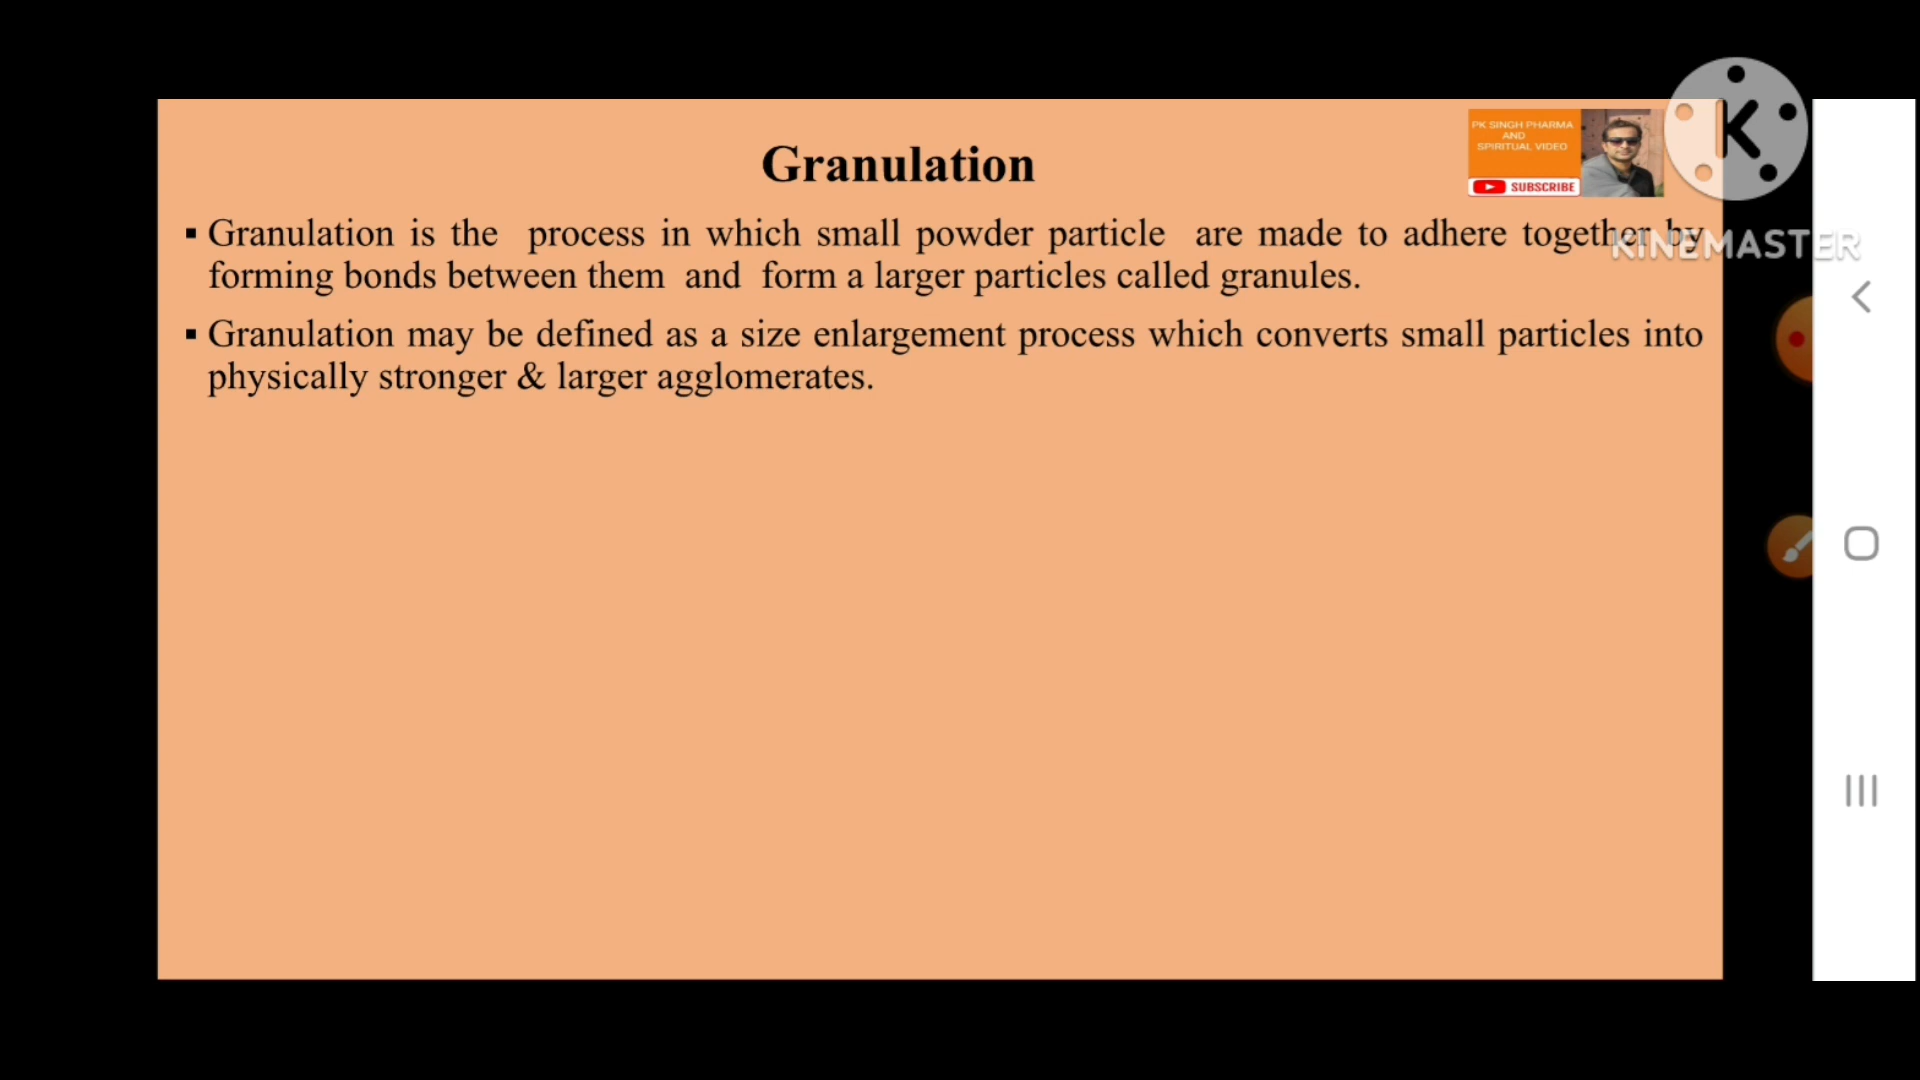 Granulation
PK SINGH PHARMA
AND
SPIRITUAL VIDEO
SUBSCRIBE
K
KINEMASTER
▪ Granulation is the process in which small powder particle are made to adhere together by
forming bonds between them and form a larger particles called granules.
▪ Granulation may be defined as a size enlargement process which converts small particles into
physically stronger & larger agglomerates.